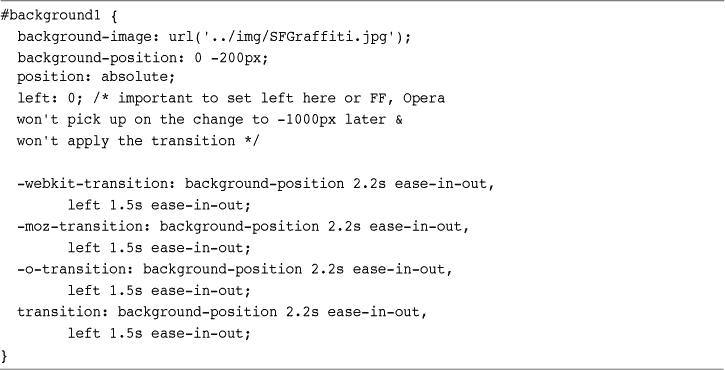 #background1 {
  background-image: url('../img/SFGraffiti.jpg');
  background-position: 0 -200px;
  position: absolute;
  left: 0; /* important to set left here or FF, Opera
  won't pick up on the change to -1000px later &
  won't apply the transition */

  -webkit-transition: background-position 2.2s ease-in-out,
        left 1.5s ease-in-out;
  -moz-transition: background-position 2.2s ease-in-out,
        left 1.5s ease-in-out;
  -o-transition: background-position 2.2s ease-in-out,
        left 1.5s ease-in-out;
  transition: background-position 2.2s ease-in-out,
        left 1.5s ease-in-out;
}